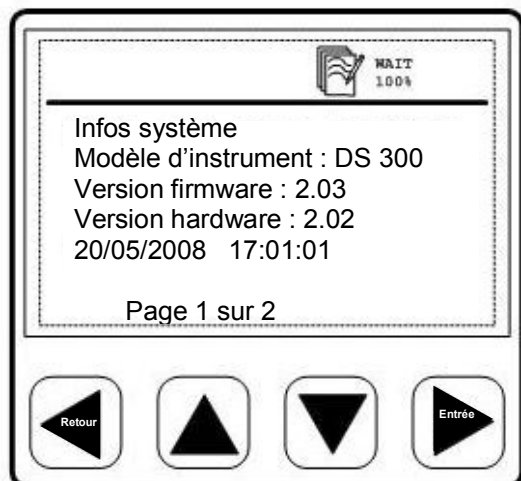 WAIT
100%
Infos système
Modèle d'instrument : DS 300
Version firmware : 2.03
Version hardware : 2.02
20/05/2008 17:01:01
Page 1 sur 2
Retour
Entrée